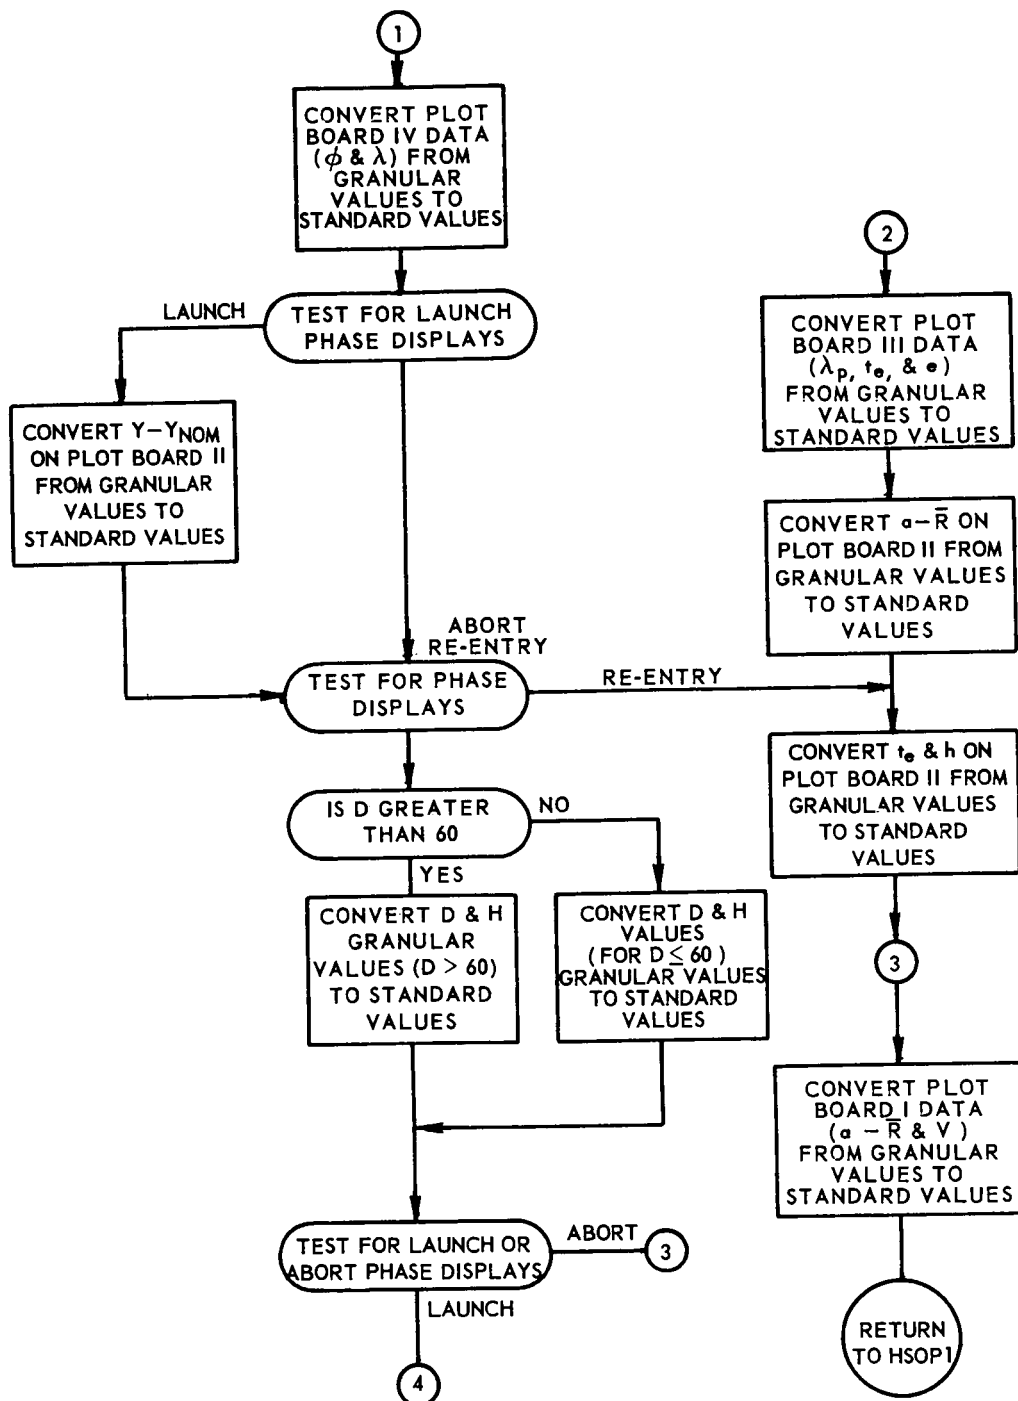 1
CONVERT PLOT
BOARD IV DATA
(ϕ & λ) FROM
GRANULAR
VALUES TO
STANDARD VALUES
LAUNCH
TEST FOR LAUNCH
PHASE DISPLAYS
CONVERT Y–Y_NOM
ON PLOT BOARD II
FROM GRANULAR
VALUES TO
STANDARD VALUES
ABORT
RE-ENTRY
TEST FOR PHASE
DISPLAYS
RE-ENTRY
IS D GREATER
THAN 60
NO
YES
CONVERT D & H
GRANULAR
VALUES (D > 60)
TO STANDARD
VALUES
CONVERT D & H
VALUES
(FOR D ≤ 60)
GRANULAR VALUES
TO STANDARD
VALUES
TEST FOR LAUNCH OR
ABORT PHASE DISPLAYS
ABORT
3
LAUNCH
4
2
CONVERT PLOT
BOARD III DATA
(λp, te, & e)
FROM GRANULAR
VALUES TO
STANDARD VALUES
CONVERT a–R̅ ON
PLOT BOARD II FROM
GRANULAR VALUES
TO STANDARD
VALUES
CONVERT te & h ON
PLOT BOARD II FROM
GRANULAR VALUES
TO STANDARD
VALUES
3
CONVERT PLOT
BOARD I DATA
(a – R̅ & V)
FROM GRANULAR
VALUES TO
STANDARD VALUES
RETURN
TO HSOP1